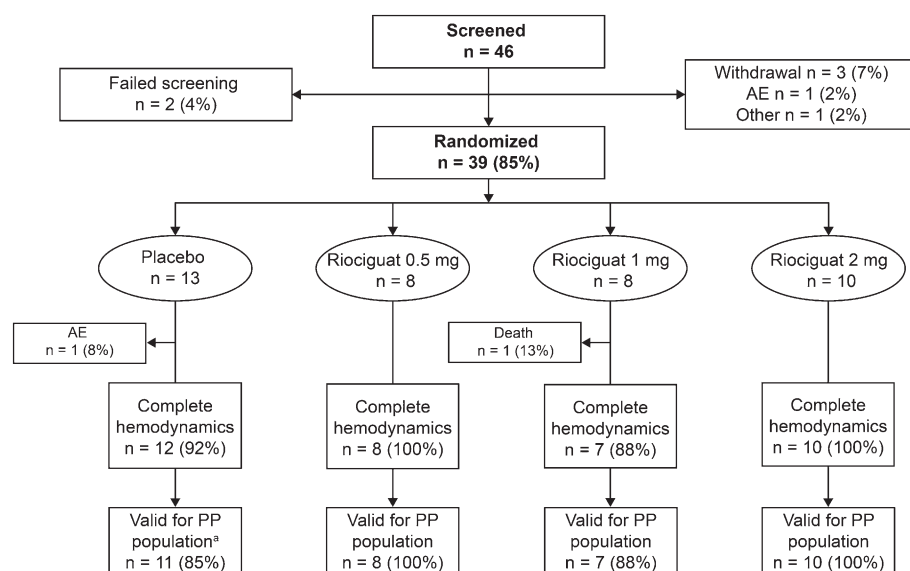 Screened
n = 46
Failed screening
n = 2 (4%)
Withdrawal n = 3 (7%)
AE n = 1 (2%)
Other n = 1 (2%)
Randomized
n = 39 (85%)
Placebo
n = 13
Riociguat 0.5 mg
n = 8
Riociguat 1 mg
n = 8
Riociguat 2 mg
n = 10
AE
n = 1 (8%)
Death
n = 1 (13%)
Complete
hemodynamics
n = 12 (92%)
Complete
hemodynamics
n = 8 (100%)
Complete
hemodynamics
n = 7 (88%)
Complete
hemodynamics
n = 10 (100%)
Valid for PP
populationª
n = 11 (85%)
Valid for PP
population
n = 8 (100%)
Valid for PP
population
n = 7 (88%)
Valid for PP
population
n = 10 (100%)